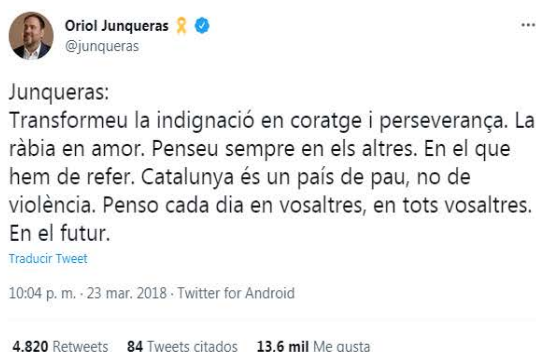 Oriol Junqueras
@junqueras
Junqueras:
Transformeu la indignació en coratge i perseverança. La
ràbia en amor. Penseu sempre en els altres. En el que
hem de refer. Catalunya és un país de pau, no de
violència. Penso cada dia en vosaltres, en tots vosaltres.
En el futur.
Traducir Tweet
10:04 p. m. · 23 mar. 2018 · Twitter for Android
4.820 Retweets 84 Tweets citados 13,6 mil Me gusta